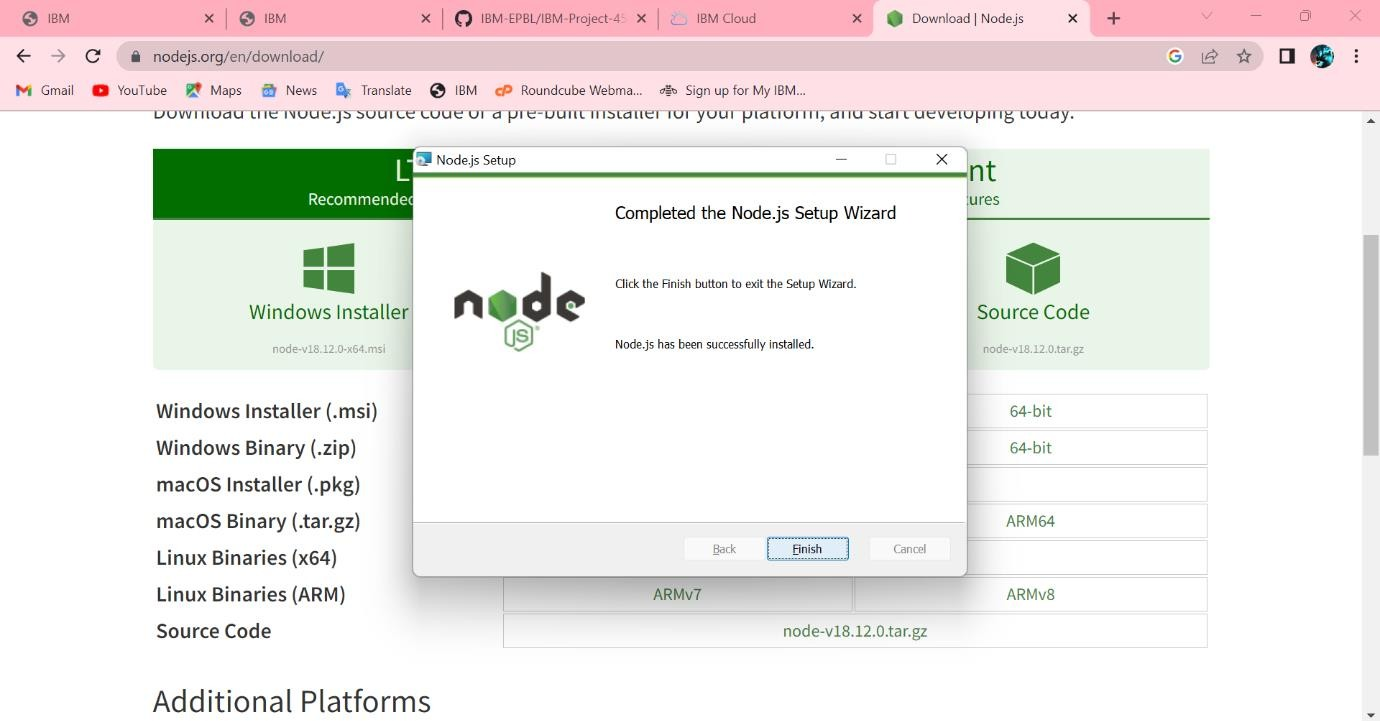 IBM
IBM
IBM-EPBL/IBM-Project-45
IBM Cloud
Download | Node.js
nodejs.org/en/download/
Gmail
YouTube
Maps
News
Translate
IBM
Roundcube Webma...
Sign up for My IBM...
Download the Node.js source code or a pre-built installer for your platform, and start developing today.
Node.js Setup
Completed the Node.js Setup Wizard
Click the Finish button to exit the Setup Wizard.
Node.js has been successfully installed.
node
JS
Back
Finish
Cancel
L
Recommended
nt
ures
Windows Installer
node-v18.12.0-x64.msi
Source Code
node-v18.12.0.tar.gz
Windows Installer (.msi)
64-bit
Windows Binary (.zip)
64-bit
macOS Installer (.pkg)
macOS Binary (.tar.gz)
ARM64
Linux Binaries (x64)
Linux Binaries (ARM)
ARMv7
ARMv8
Source Code
node-v18.12.0.tar.gz
Additional Platforms